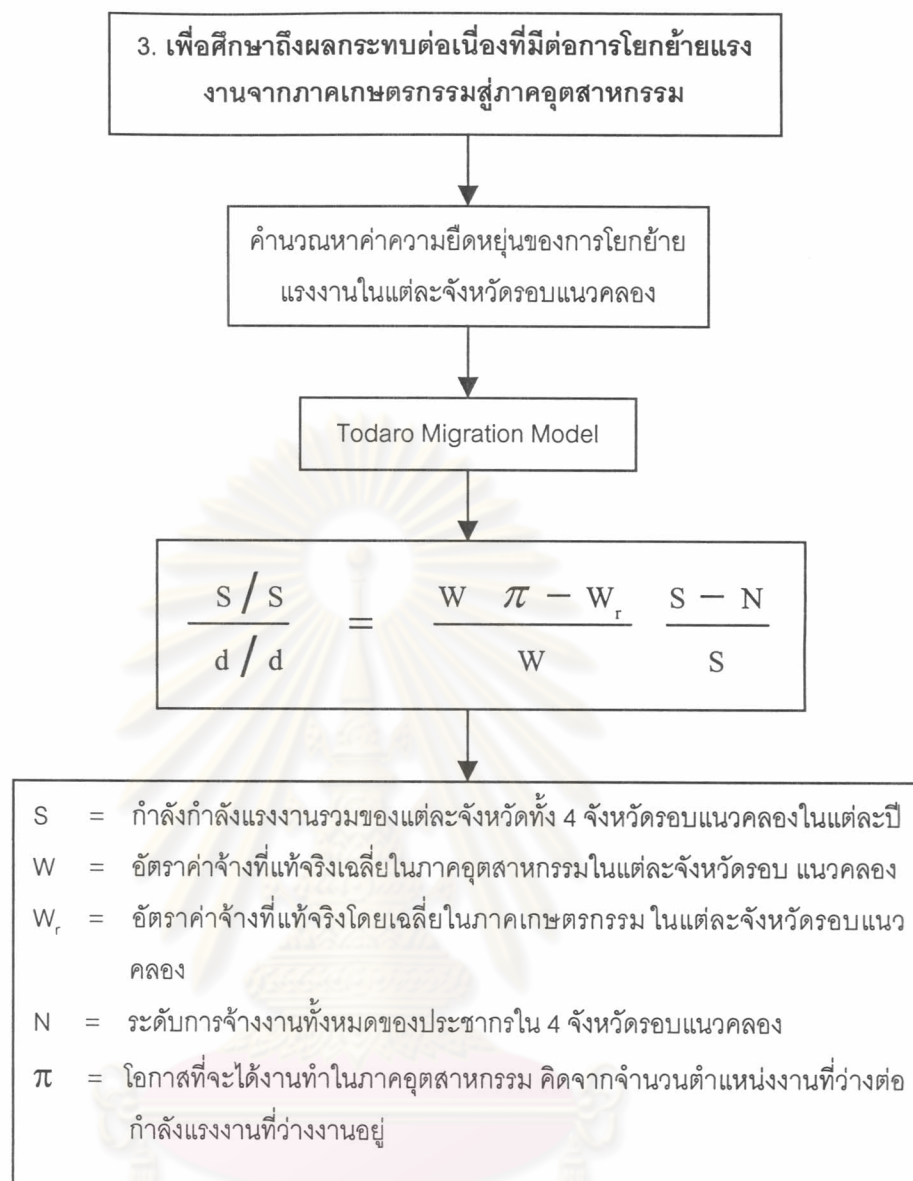 3. เพื่อศึกษาถึงผลกระทบต่อเนื่องที่มีต่อการโยกย้ายแรง
งานจากภาคเกษตรกรรมสู่ภาคอุตสาหกรรม
คำนวณหาค่าความยืดหยุ่นของการโยกย้าย
แรงงานในแต่ละจังหวัดรอบแนวคลอง
Todaro Migration Model
S / S = W π − W_r S − N
d / d W S
S = กำลังกำลังแรงงานรวมของแต่ละจังหวัดทั้ง 4 จังหวัดรอบแนวคลองในแต่ละปี
W = อัตราค่าจ้างที่แท้จริงเฉลี่ยในภาคอุตสาหกรรมในแต่ละจังหวัดรอบ แนวคลอง
W_r = อัตราค่าจ้างที่แท้จริงโดยเฉลี่ยในภาคเกษตรกรรม ในแต่ละจังหวัดรอบแนว
คลอง
N = ระดับการจ้างงานทั้งหมดของประชากรใน 4 จังหวัดรอบแนวคลอง
π = โอกาสที่จะได้งานทำในภาคอุตสาหกรรม คิดจากจำนวนตำแหน่งงานที่ว่างต่อ
กำลังแรงงานที่ว่างงานอยู่